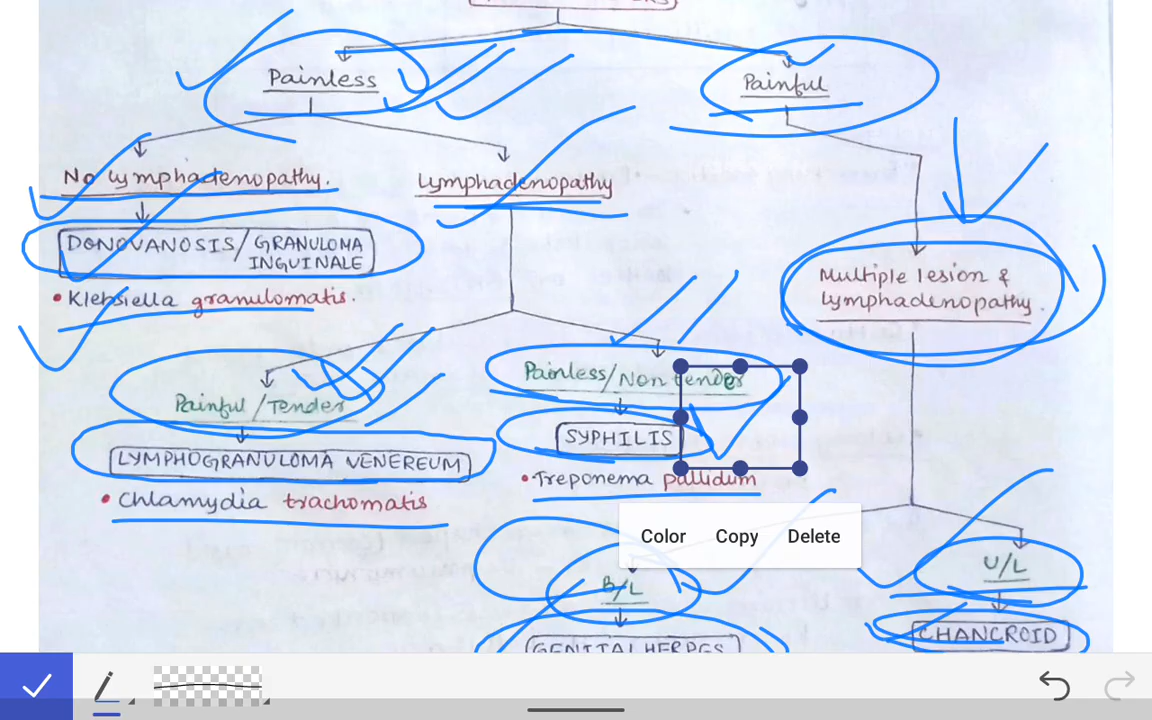 Painless
Painful
No lymphadenopathy.
Lymphadenopathy
DONOVANOSIS/GRANULOMA
INGUINALE
• Klebsiella granulomatis.
Multiple lesion &
lymphadenopathy.
Painless/Non tender
Painful/Tender
SYPHILIS
LYMPHOGRANULOMA VENEREUM
• Treponema pallidum
• Chlamydia trachomatis
Color Copy Delete
U/L
B/L
CHANCROID
GENITAL HERPES